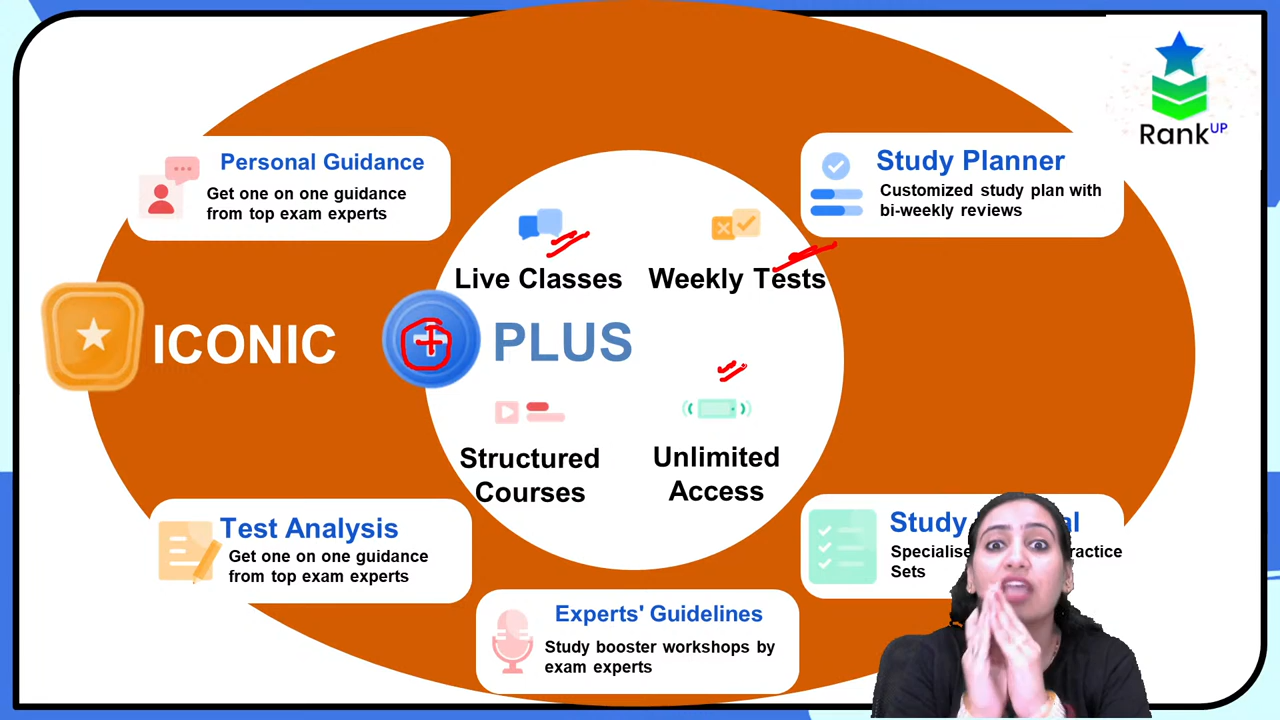 Rank UP
Personal Guidance
Get one on one guidance
from top exam experts
Study Planner
Customized study plan with
bi-weekly reviews
Live Classes
Weekly Tests
ICONIC
PLUS
Structured
Courses
Unlimited
Access
Test Analysis
Get one on one guidance
from top exam experts
Study
Sets
Experts' Guidelines
Study booster workshops by
exam experts